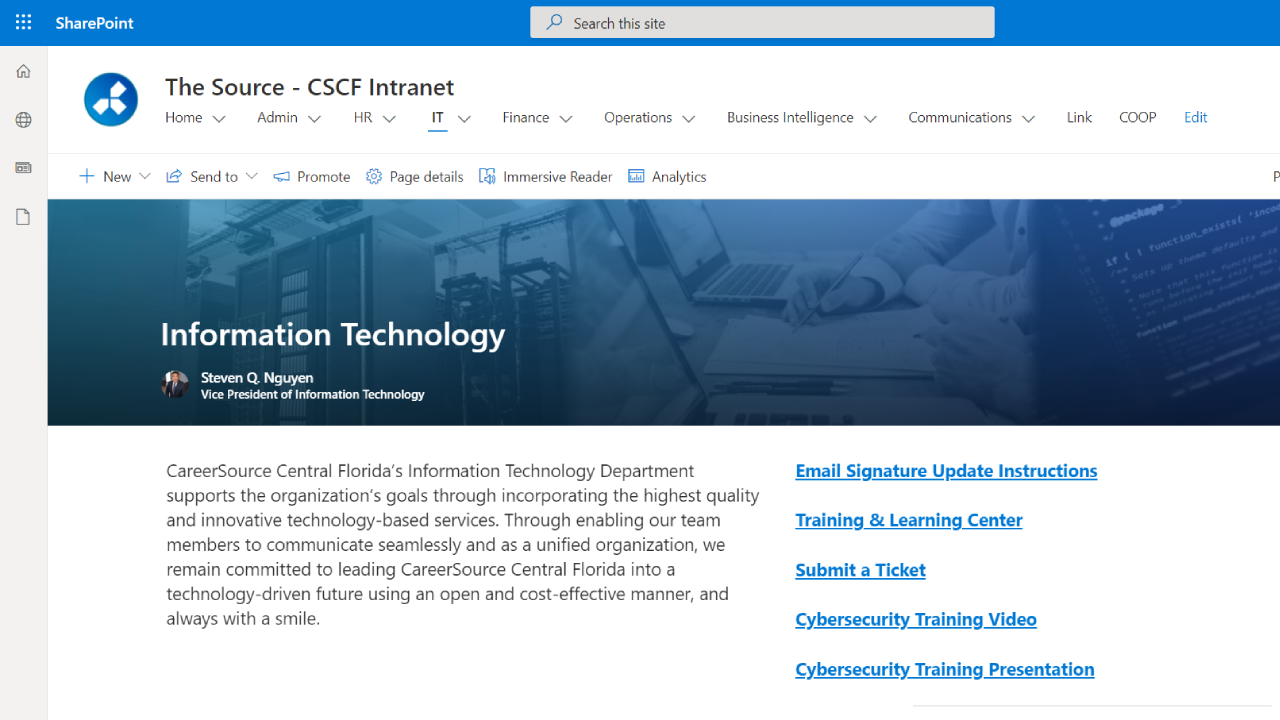 SharePoint
Search this site
The Source - CSCF Intranet
Home Admin HR IT Finance Operations Business Intelligence Communications Link COOP Edit
New Send to Promote Page details Immersive Reader Analytics
P
@package
if ( ! function_exists(
Information Technology
Steven Q. Nguyen
Vice President of Information Technology
CareerSource Central Florida’s Information Technology Department
supports the organization’s goals through incorporating the highest quality
and innovative technology-based services. Through enabling our team
members to communicate seamlessly and as a unified organization, we
remain committed to leading CareerSource Central Florida into a
technology-driven future using an open and cost-effective manner, and
always with a smile.
Email Signature Update Instructions
Training & Learning Center
Submit a Ticket
Cybersecurity Training Video
Cybersecurity Training Presentation